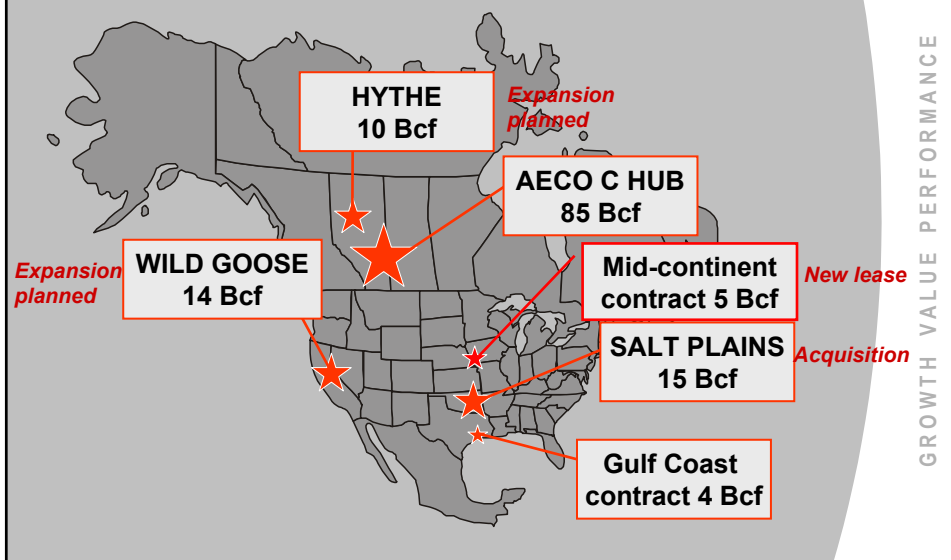 HYTHE
10 Bcf
Expansion
planned
AECO C HUB
85 Bcf
Expansion
planned
WILD GOOSE
14 Bcf
Mid-continent
contract 5 Bcf
New lease
SALT PLAINS
15 Bcf
Acquisition
Gulf Coast
contract 4 Bcf
GROWTH VALUE PERFORMANCE